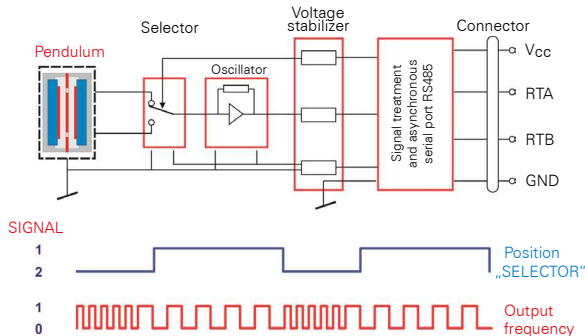 Voltage
stabilizer
Selector
Connector
Pendulum
Oscillator
Vcc
RTA
RTB
GND
Signal treatment
and asynchronous
serial port RS485
SIGNAL
1
2
Position
„SELECTOR“
1
0
Output
frequency